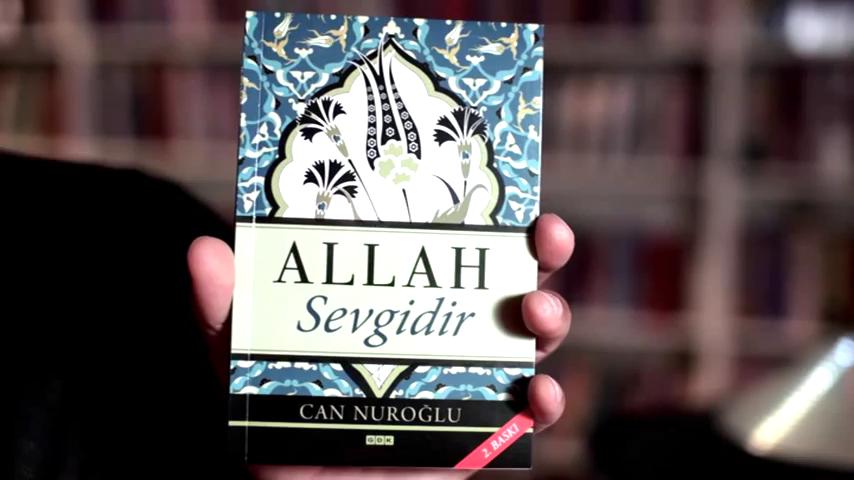 ALLAH
Sevgidir
CAN NUROĞLU
GDK
2. BASKI